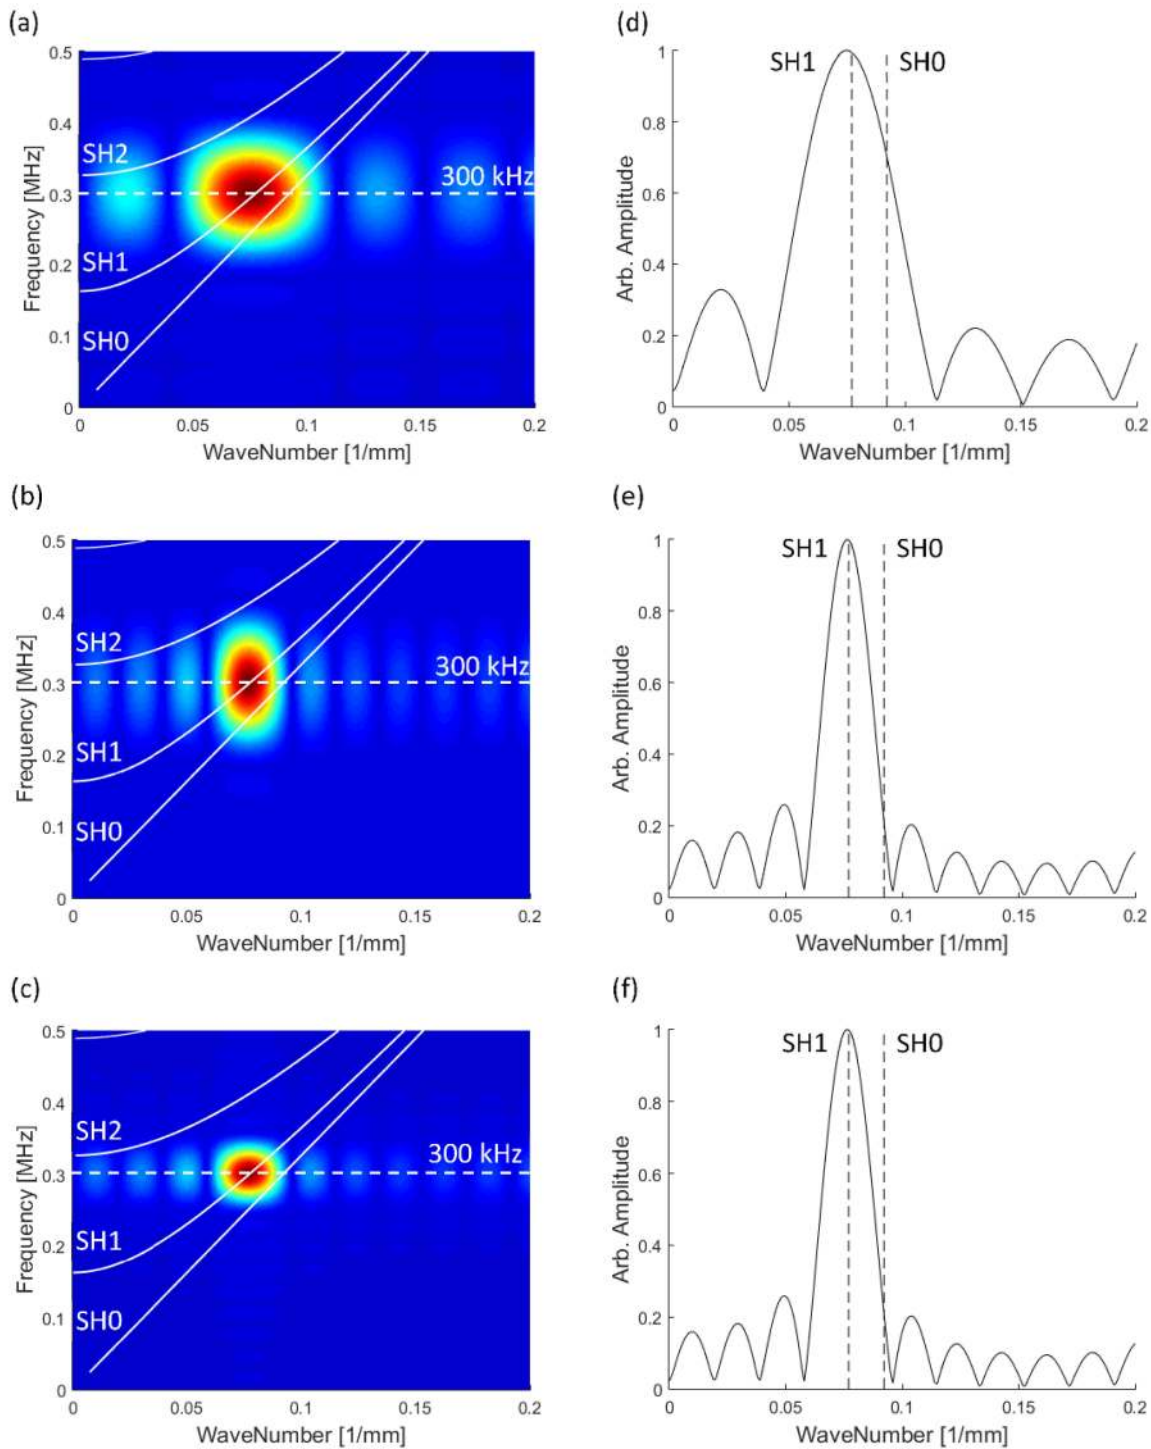 (a)
0.5
0.4
0.3
0.2
0.1
0
Frequency [MHz]
SH2
SH1
SH0
300 kHz
0 0.05 0.1 0.15 0.2
WaveNumber [1/mm]
(d)
1
0.8
0.6
0.4
0.2
0
Arb. Amplitude
SH1 SH0
0 0.05 0.1 0.15 0.2
WaveNumber [1/mm]
(b)
0.5
0.4
0.3
0.2
0.1
0
Frequency [MHz]
SH2
SH1
SH0
300 kHz
0 0.05 0.1 0.15 0.2
WaveNumber [1/mm]
(e)
1
0.8
0.6
0.4
0.2
0
Arb. Amplitude
SH1 SH0
0 0.05 0.1 0.15 0.2
WaveNumber [1/mm]
(c)
0.5
0.4
0.3
0.2
0.1
0
Frequency [MHz]
SH2
SH1
SH0
300 kHz
0 0.05 0.1 0.15 0.2
WaveNumber [1/mm]
(f)
1
0.8
0.6
0.4
0.2
0
Arb. Amplitude
SH1 SH0
0 0.05 0.1 0.15 0.2
WaveNumber [1/mm]